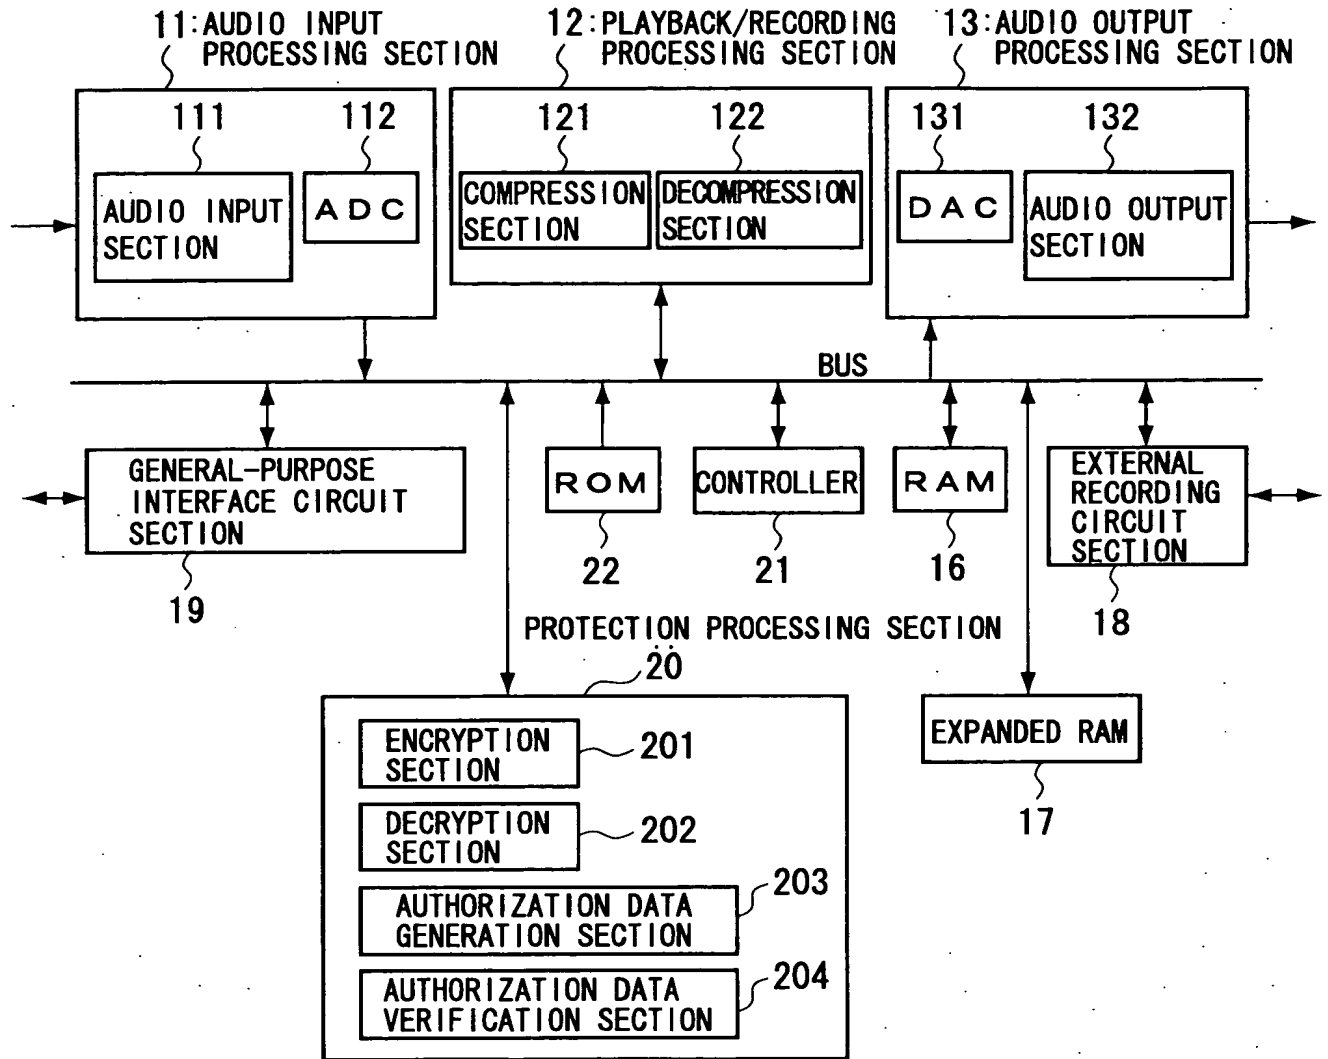 11:AUDIO INPUT
PROCESSING SECTION
12:PLAYBACK/RECORDING
PROCESSING SECTION
13:AUDIO OUTPUT
PROCESSING SECTION
111
112
121
122
131
132
AUDIO INPUT
SECTION
ADC
COMPRESSION
SECTION
DECOMPRESSION
SECTION
DAC
AUDIO OUTPUT
SECTION
BUS
GENERAL-PURPOSE
INTERFACE CIRCUIT
SECTION
ROM
CONTROLLER
RAM
EXTERNAL
RECORDING
CIRCUIT
SECTION
19
22
21
16
18
PROTECTION PROCESSING SECTION
20
ENCRYPTION
SECTION
201
EXPANDED RAM
17
DECRYPTION
SECTION
202
AUTHORIZATION DATA
GENERATION SECTION
203
AUTHORIZATION DATA
VERIFICATION SECTION
204